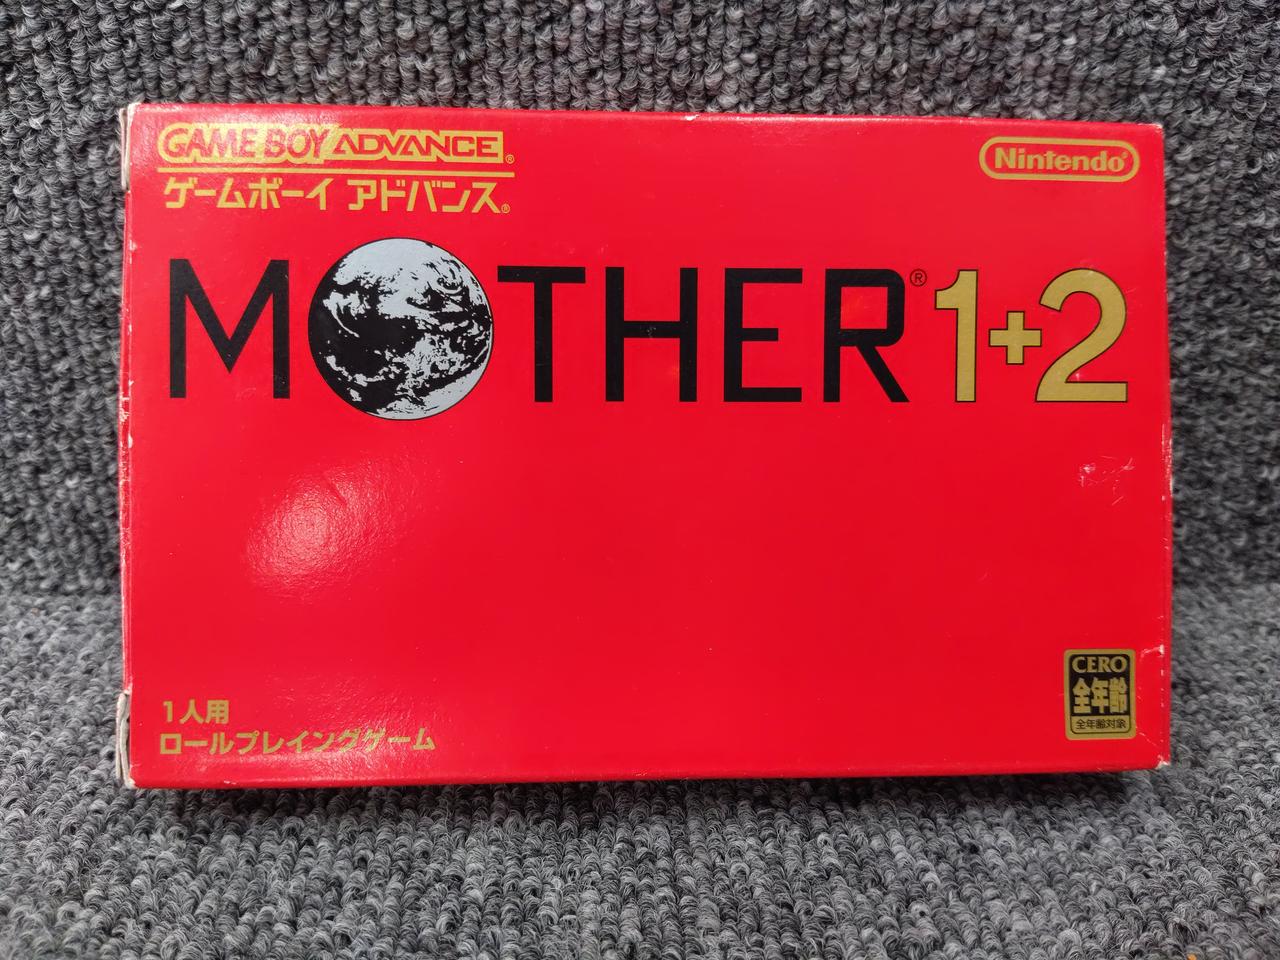 GAME BOY ADVANCE®
ゲームボーイ アドバンス®
Nintendo®
MOTHER® 1+2
1人用
ロールプレイングゲーム
CERO
全年齢
全年齢対象